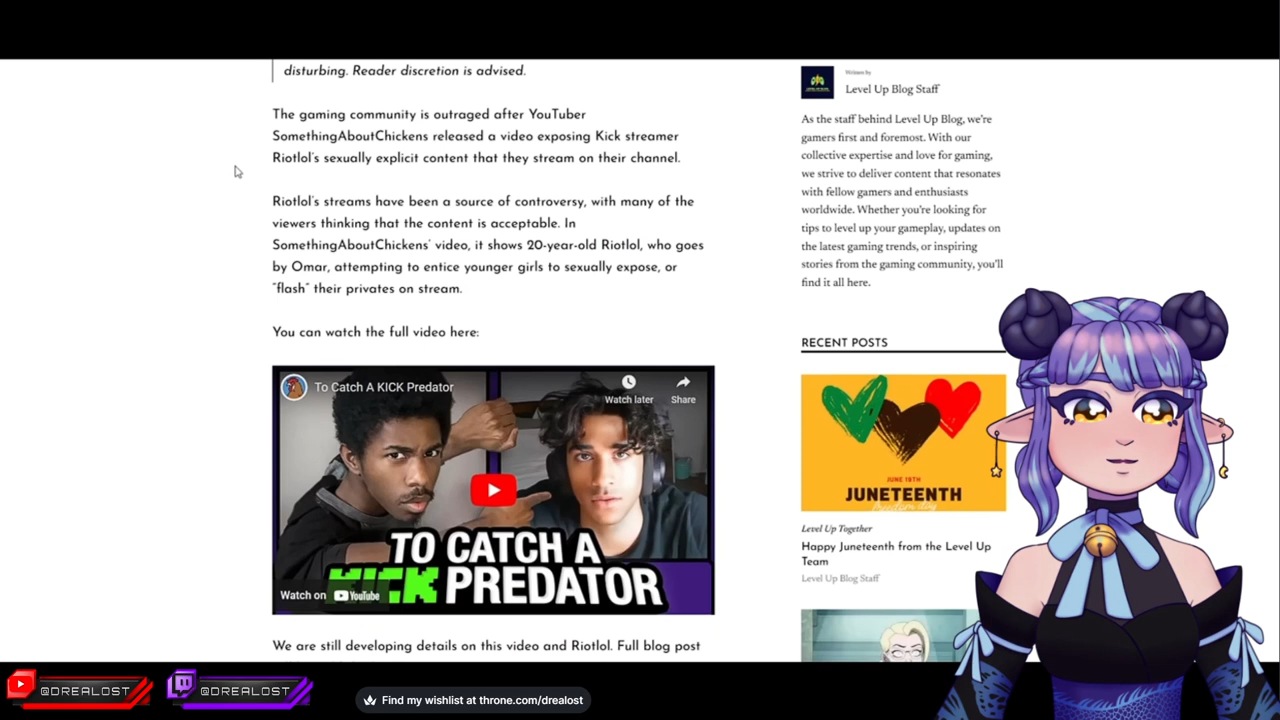 disturbing. Reader discretion is advised.
The gaming community is outraged after YouTuber
SomethingAboutChickens released a video exposing Kick streamer
Riotlol's sexually explicit content that they stream on their channel.
Riotlol's streams have been a source of controversy, with many of the
viewers thinking that the content is acceptable. In
SomethingAboutChickens' video, it shows 20-year-old Riotlol, who goes
by Omar, attempting to entice younger girls to sexually expose, or
"flash" their privates on stream.
You can watch the full video here:
To Catch A KICK Predator
Watch later
Share
TO CATCH A
KICK PREDATOR
Watch on YouTube
We are still developing details on this video and Riotlol. Full blog post
Written by
Level Up Blog Staff
As the staff behind Level Up Blog, we're
gamers first and foremost. With our
collective expertise and love for gaming,
we strive to deliver content that resonates
with fellow gamers and enthusiasts
worldwide. Whether you're looking for
tips to level up your gameplay, updates on
the latest gaming trends, or inspiring
stories from the gaming community, you'll
find it all here.
RECENT POSTS
JUNE 19TH
JUNETEENTH
Freedom day
Level Up Together
Happy Juneteenth from the Level Up
Team
Level Up Blog Staff
@DREALOST
@DREALOST
Find my wishlist at throne.com/drealost